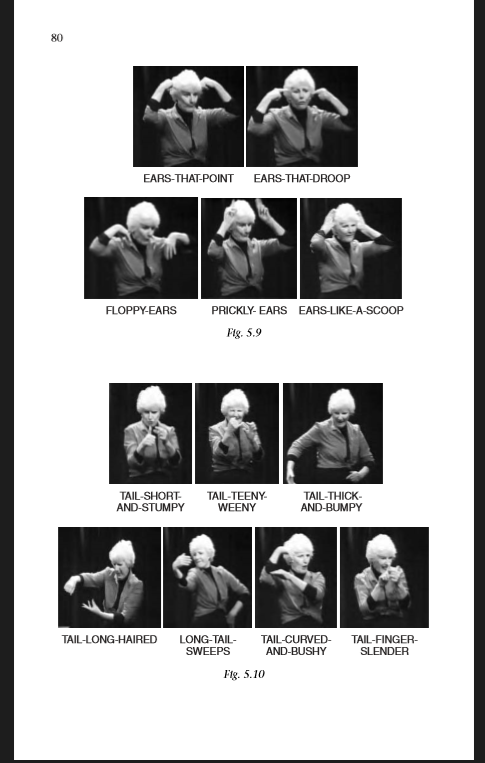 80
EARS-THAT-POINT EARS-THAT-DROOP
FLOPPY-EARS PRICKLY- EARS EARS-LIKE-A-SCOOP
Fig. 5.9
TAIL-SHORT-
AND-STUMPY
TAIL-TEENY-
WEENY
TAIL-THICK-
AND-BUMPY
TAIL-LONG-HAIRED
LONG-TAIL-
SWEEPS
TAIL-CURVED-
AND-BUSHY
TAIL-FINGER-
SLENDER
Fig. 5.10